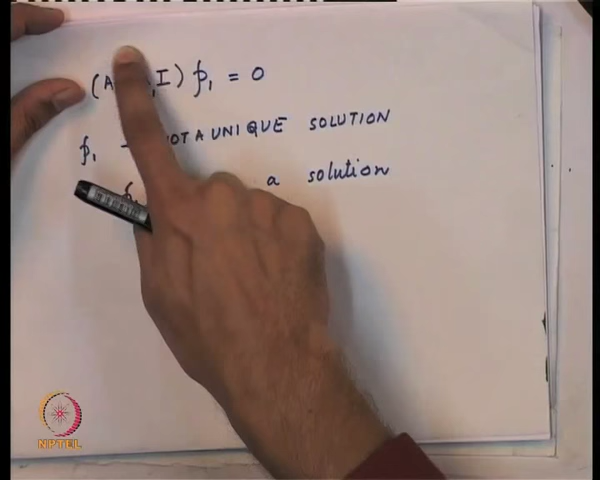 (A I) p₁ = 0
p₁ NOT A UNIQUE SOLUTION
a solution
NPTEL